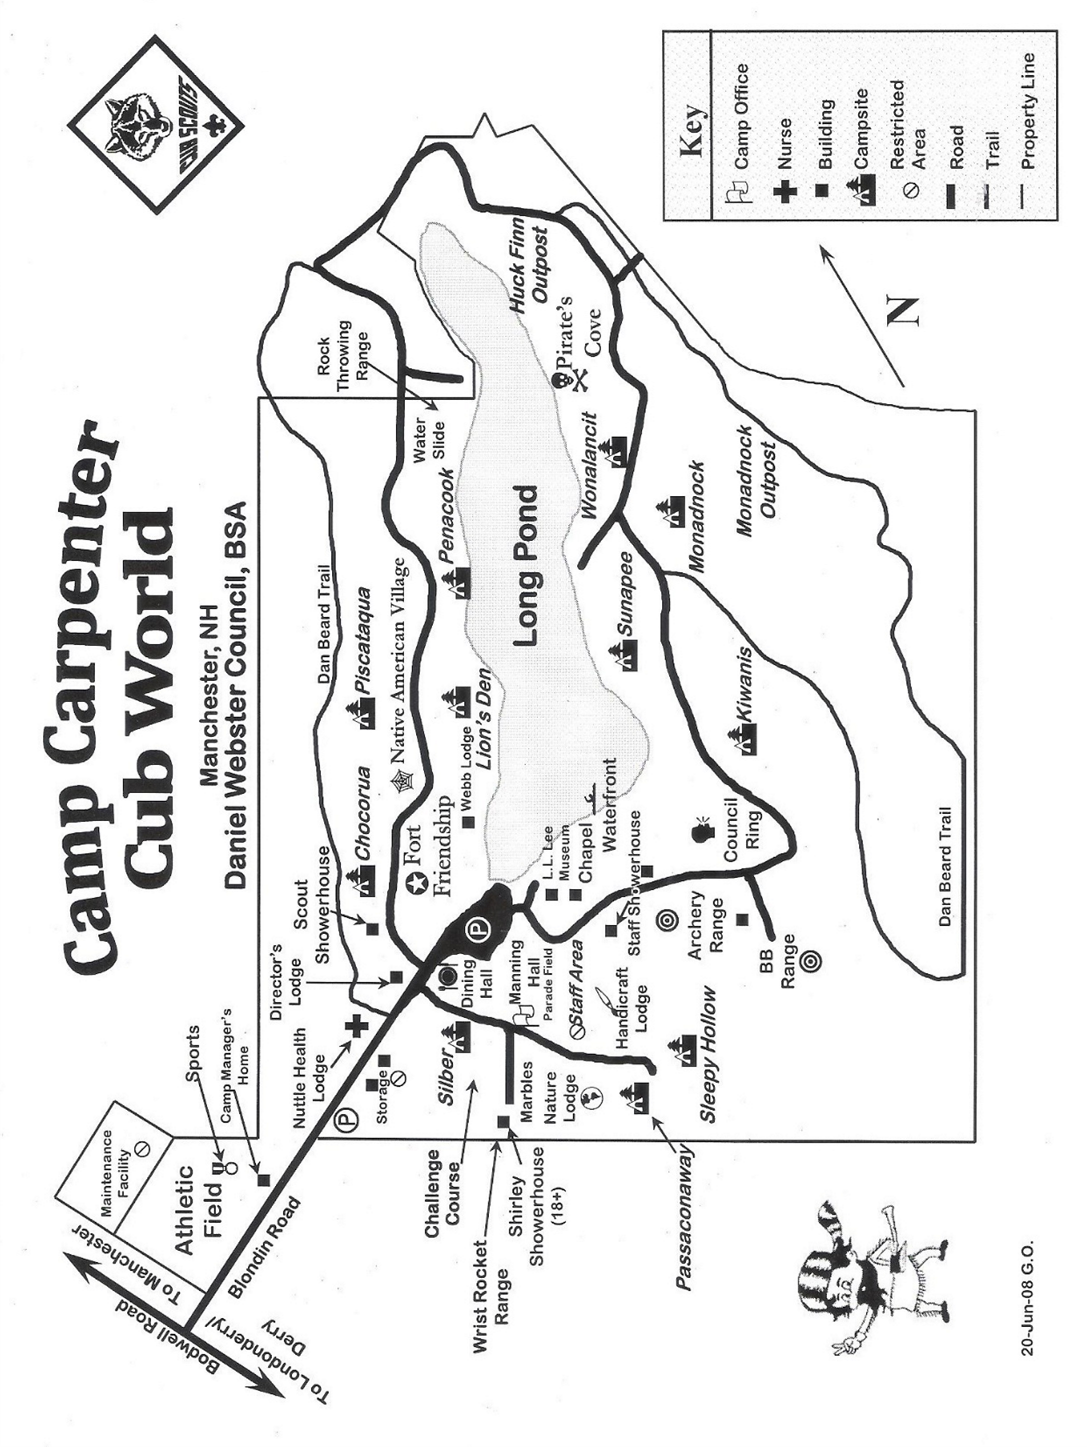 Camp Carpenter
Cub World
Manchester, NH
Daniel Webster Council, BSA
CUB SCOUTS
Key
Camp Office
Nurse
Building
Campsite
Restricted
Area
Road
Trail
Property Line
N
Maintenance
Facility
To Manchester
Bodwell Road
To Londonderry/
Derry
Blondin Road
Athletic
Field
Sports
Camp Manager's
Home
Nuttle Health
Lodge
Director's
Lodge
Scout
Showerhouse
P
Storage
Chocorua
Piscataqua
Dan Beard Trail
Native American Village
Fort
Friendship
Webb Lodge
Lion's Den
Penacook
Rock
Throwing
Range
Water
Slide
Long Pond
Huck Finn
Outpost
Pirate's
Cove
Wonalancit
Monadnock
Monadnock
Outpost
Sunapee
Kiwanis
Dining
Hall
P
Manning
Hall
Parade Field
Silber
Challenge
Course
Marbles
Wrist Rocket
Range
Shirley
Showerhouse
(18+)
Nature
Lodge
Staff Area
Handicraft
Lodge
L.L. Lee
Museum
Chapel
Waterfront
Staff Showerhouse
Archery
Range
BB
Range
Council
Ring
Sleepy Hollow
Passaconaway
Dan Beard Trail
20-Jun-08 G.O.